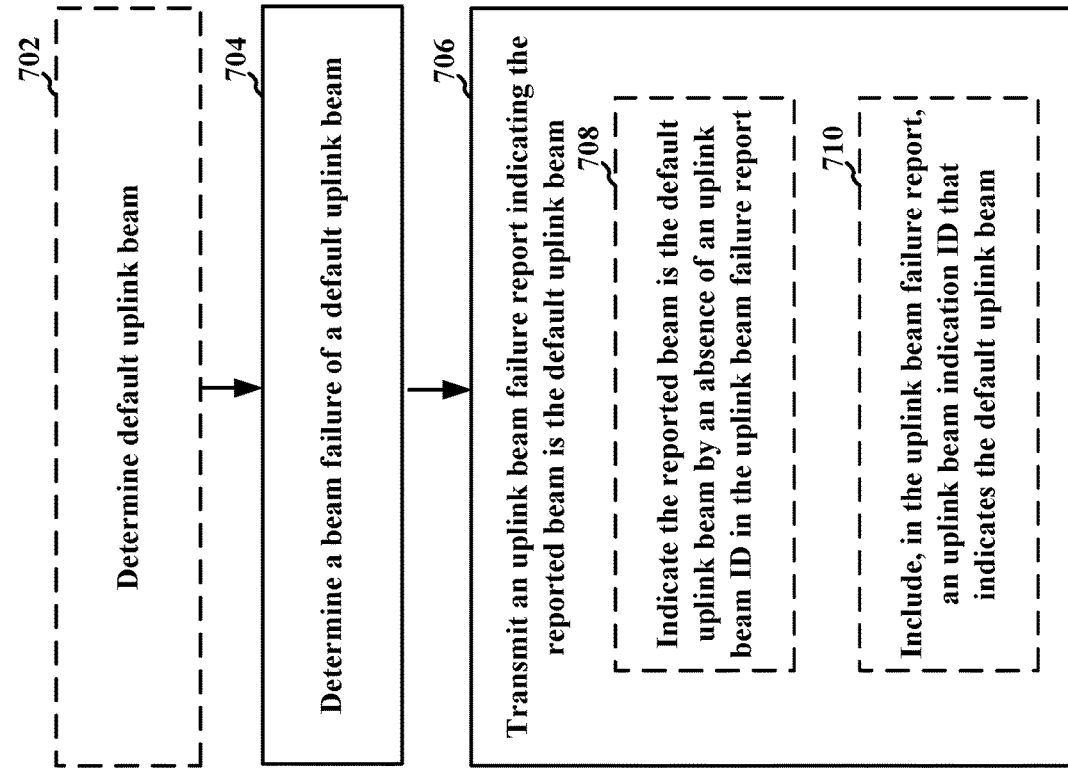 702
Determine default uplink beam
704
Determine a beam failure of a default uplink beam
706
Transmit an uplink beam failure report indicating the
reported beam is the default uplink beam
708
Indicate the reported beam is the default
uplink beam by an absence of an uplink
beam ID in the uplink beam failure report
710
Include, in the uplink beam failure report,
an uplink beam indication ID that
indicates the default uplink beam